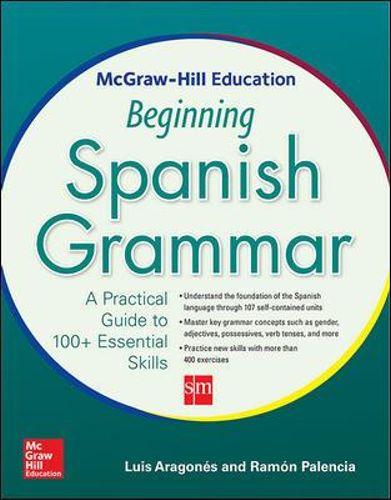 McGraw-Hill Education
Beginning
Spanish
Grammar
A Practical
Guide to
100+ Essential
Skills
• Understand the foundation of the Spanish
language through 107 self-contained units
• Master key grammar concepts such as gender,
adjectives, possessives, verb tenses, and more
• Practice new skills with more than
400 exercises
sm
Mc
Graw
Hill
Education
Luis Aragonés and Ramón Palencia